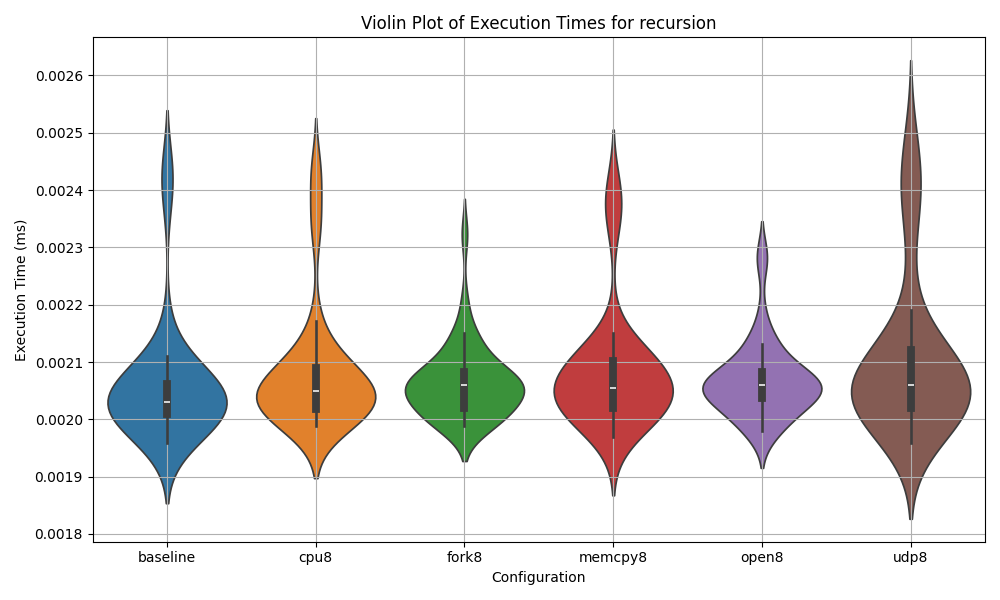 Violin Plot of Execution Times for recursion
Execution Time (ms)
0.0026
0.0025
0.0024
0.0023
0.0022
0.0021
0.0020
0.0019
0.0018
baseline cpu8 fork8 memcpy8 open8 udp8
Configuration